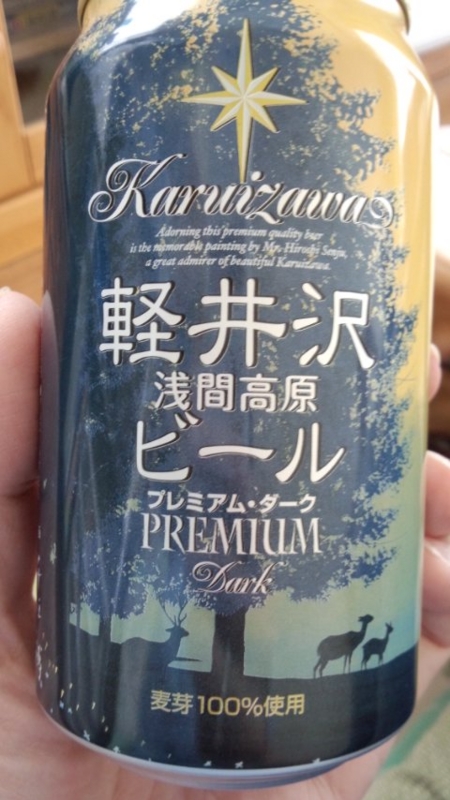 Karuizawa
Adorning this premium quality beer
is the memorable painting by Mr. Hiroshi Senju,
a great admirer of beautiful Karuizawa.
軽井沢
浅間高原
ビール
プレミアム・ダーク
PREMIUM
Dark
麦芽100%使用